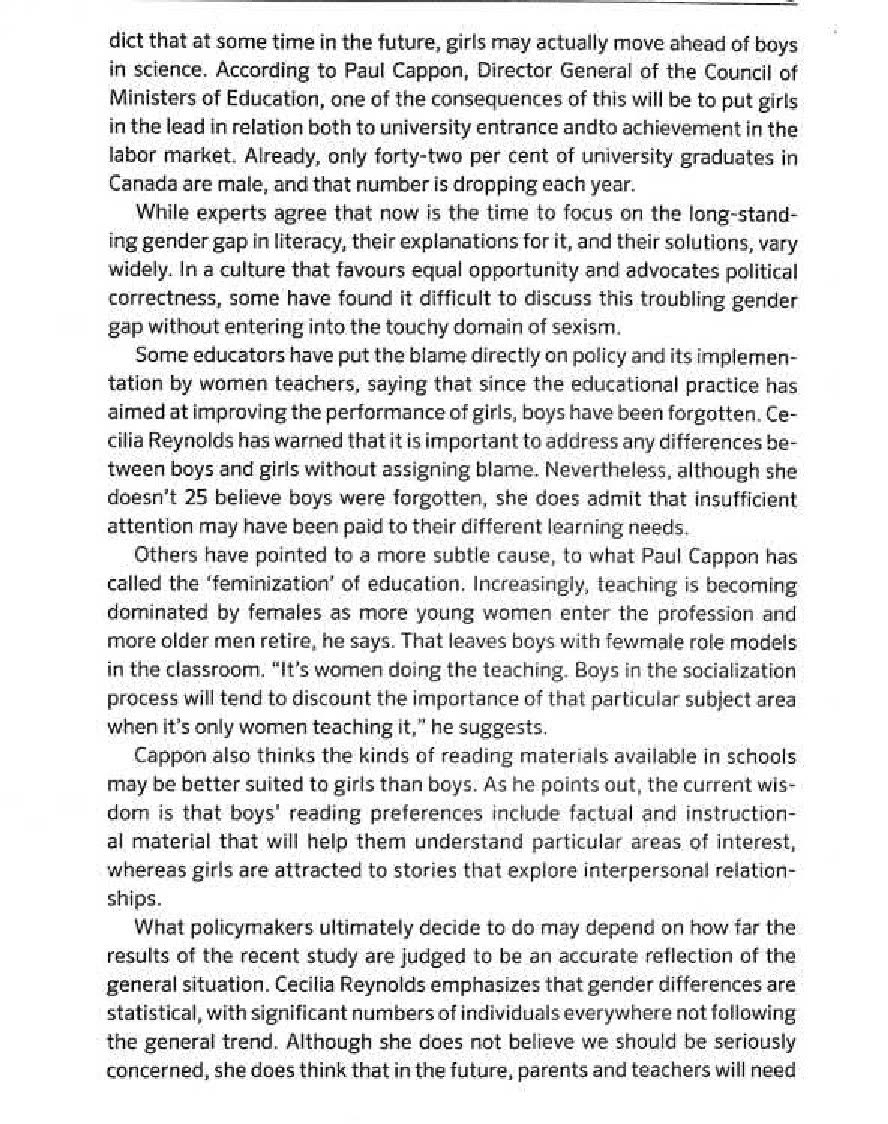 dict that at some time in the future, girls may actually move ahead of boys
in science. According to Paul Cappon, Director General of the Council of
Ministers of Education, one of the consequences of this will be to put girls
in the lead in relation both to university entrance andto achievement in the
labor market. Already, only forty-two per cent of university graduates in
Canada are male, and that number is dropping each year.
While experts agree that now is the time to focus on the long-stand-
ing gender gap in literacy, their explanations for it, and their solutions, vary
widely. In a culture that favours equal opportunity and advocates political
correctness, some have found it difficult to discuss this troubling gender
gap without entering into the touchy domain of sexism.
Some educators have put the blame directly on policy and its implemen-
tation by women teachers, saying that since the educational practice has
aimed at improving the performance of girls, boys have been forgotten. Ce-
cilia Reynolds has warned that it is important to address any differences be-
tween boys and girls without assigning blame. Nevertheless, although she
doesn't 25 believe boys were forgotten, she does admit that insufficient
attention may have been paid to their different learning needs.
Others have pointed to a more subtle cause, to what Paul Cappon has
called the 'feminization' of education. Increasingly, teaching is becoming
dominated by females as more young women enter the profession and
more older men retire, he says. That leaves boys with fewmale role models
in the classroom. "It's women doing the teaching. Boys in the socialization
process will tend to discount the importance of that particular subject area
when it's only women teaching it," he suggests.
Cappon also thinks the kinds of reading materials available in schools
may be better suited to girls than boys. As he points out, the current wis-
dom is that boys' reading preferences include factual and instruction-
al material that will help them understand particular areas of interest,
whereas girls are attracted to stories that explore interpersonal relation-
ships.
What policymakers ultimately decide to do may depend on how far the
results of the recent study are judged to be an accurate reflection of the
general situation. Cecilia Reynolds emphasizes that gender differences are
statistical, with significant numbers of individuals everywhere not following
the general trend. Although she does not believe we should be seriously
concerned, she does think that in the future, parents and teachers will need